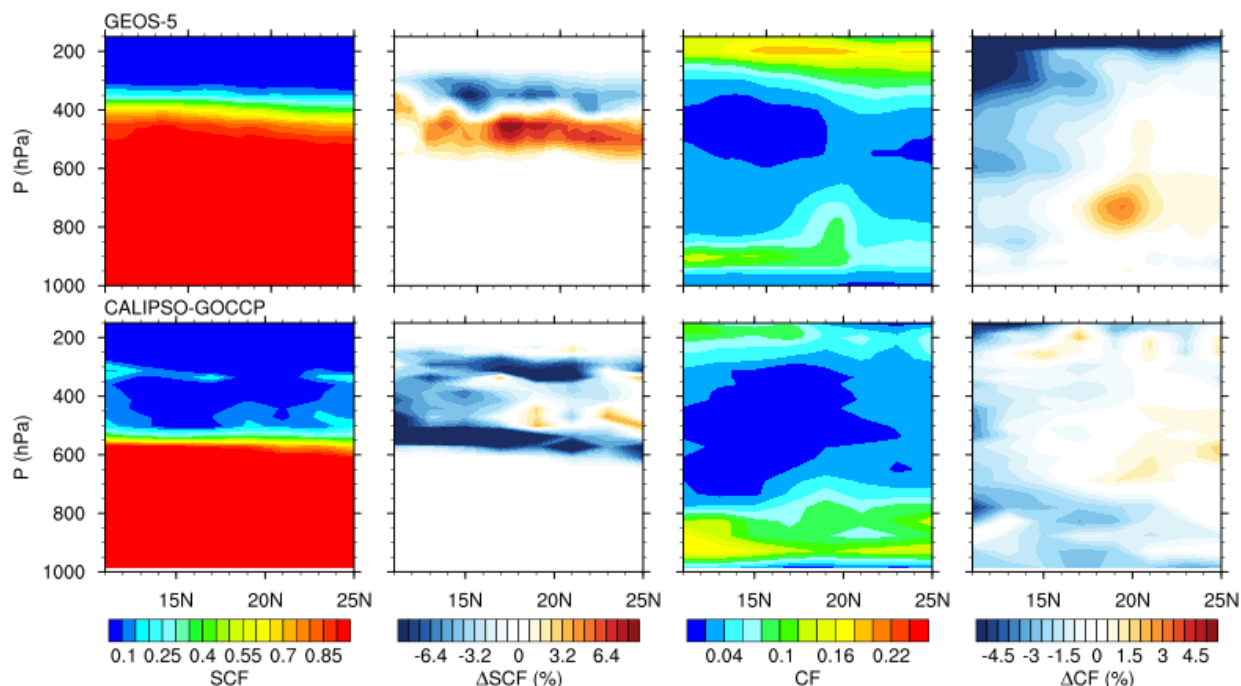 GEOS-5
P (hPa)
200
400
600
800
1000
CALIPSO-GOCCP
P (hPa)
200
400
600
800
1000
15N 20N 25N 15N 20N 25N 15N 20N 25N 15N 20N 25N
0.1 0.25 0.4 0.55 0.7 0.85 -6.4 -3.2 0 3.2 6.4 0.04 0.1 0.16 0.22 -4.5 -3 -1.5 0 1.5 3 4.5
SCF ΔSCF (%) CF ΔCF (%)